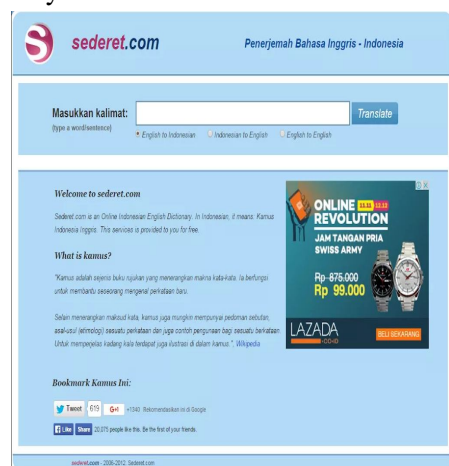 sederet.com
Penerjemah Bahasa Inggris - Indonesia
Masukkan kalimat:
Translate
(type a word/sentence)
English to Indonesian
Indonesian to English
English to English
Welcome to sederet.com
Sederet.com is an Online Indonesian English Dictionary. In Indonesian, it means Kamus
Indonesia Inggris. This services is provided to you for free.
What is kamus?
"Kamus adalah sejenis buku rujukan yang menerangkan makna kata-kata. Ia berfungsi
untuk membantu seseorang mengenal perkataan baru.
Selain menerangkan maksud kata, kamus juga mungkin mempunyai pedoman sebutan,
asal-usul (etimologi) sesuatu perkataan dan juga contoh penggunaan bagi sesuatu perkataan
Untuk memperjelas kadang kala terdapat juga ilustrasi di dalam kamus.", Wikipedia
ONLINE 11.11 12.12
REVOLUTION
JAM TANGAN PRIA
SWISS ARMY
Rp 875.000
Rp 99.000
LAZADA
.CO.ID
BELI SEKARANG
Bookmark Kamus Ini:
Tweet 619 G+1 +1340 Rekomendasikan ini di Google
Like Share 20,075 people like this. Be the first of your friends.
sederet.com - 2006-2012. Sederet.com